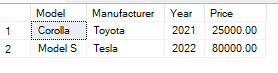 Model Manufacturer Year Price
1 Corolla Toyota 2021 25000.00
2 Model S Tesla 2022 80000.00